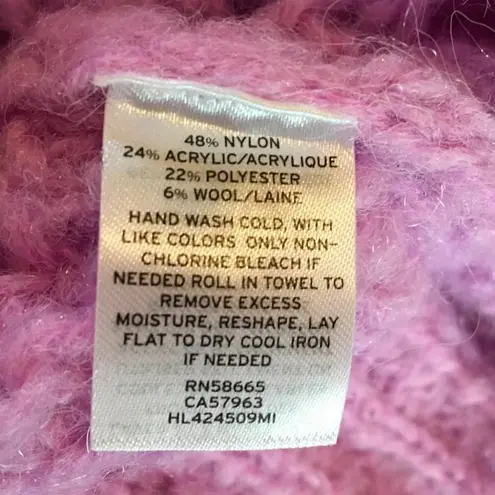 48% NYLON
24% ACRYLIC/ACRYLIQUE
22% POLYESTER
6% WOOL/LAINE
HAND WASH COLD, WITH
LIKE COLORS ONLY NON-
CHLORINE BLEACH IF
NEEDED ROLL IN TOWEL TO
REMOVE EXCESS
MOISTURE, RESHAPE, LAY
FLAT TO DRY COOL IRON
IF NEEDED
RN58665
CA57963
HL424509MI